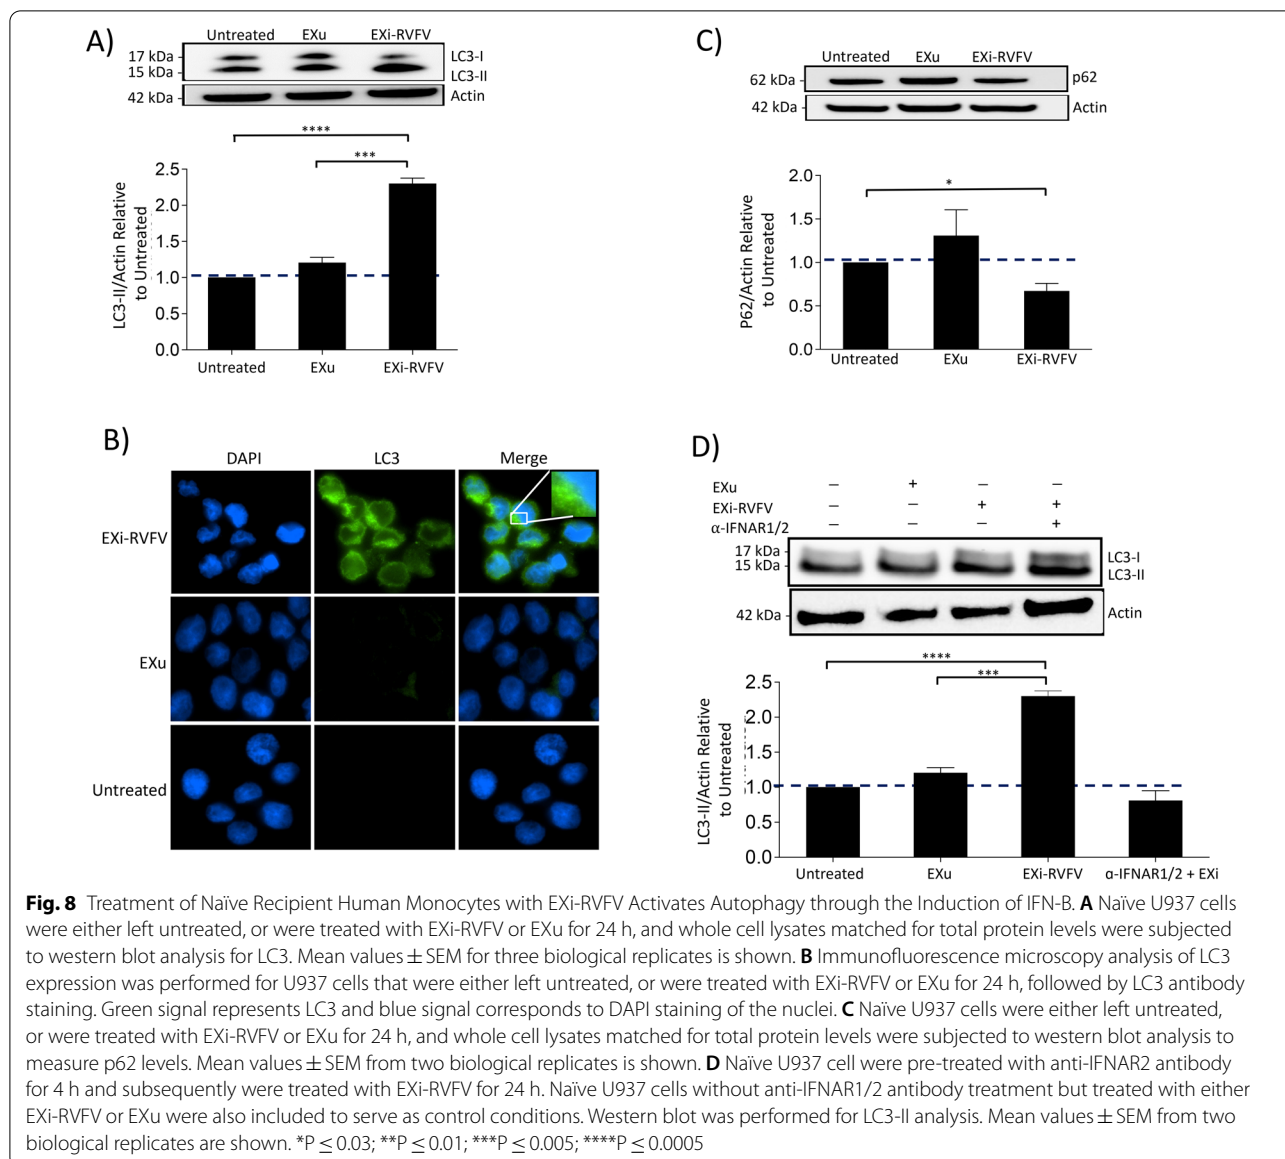 A)
Untreated EXu EXi-RVFV
17 kDa
15 kDa
LC3-I
LC3-II
42 kDa
Actin
****
***
LC3-II/Actin Relative
to Untreated
2.5
2.0
1.5
1.0
0.5
0.0
Untreated EXu EXi-RVFV
C)
Untreated EXu EXi-RVFV
62 kDa
p62
42 kDa
Actin
*
P62/Actin Relative
to Untreated
2.0
1.5
1.0
0.5
0.0
Untreated EXu EXi-RVFV
B)
DAPI LC3 Merge
EXi-RVFV
EXu
Untreated
D)
EXu – + – –
EXi-RVFV – – + +
α-IFNAR1/2 – – – +
17 kDa
15 kDa
LC3-I
LC3-II
42 kDa
Actin
****
***
LC3-II/Actin Relative
to Untreated
2.5
2.0
1.5
1.0
0.5
0.0
Untreated EXu EXi-RVFV α-IFNAR1/2 + EXi
Fig. 8 Treatment of Naïve Recipient Human Monocytes with EXi-RVFV Activates Autophagy through the Induction of IFN-B. A Naïve U937 cells
were either left untreated, or were treated with EXi-RVFV or EXu for 24 h, and whole cell lysates matched for total protein levels were subjected
to western blot analysis for LC3. Mean values ± SEM for three biological replicates is shown. B Immunofluorescence microscopy analysis of LC3
expression was performed for U937 cells that were either left untreated, or were treated with EXi-RVFV or EXu for 24 h, followed by LC3 antibody
staining. Green signal represents LC3 and blue signal corresponds to DAPI staining of the nuclei. C Naïve U937 cells were either left untreated,
or were treated with EXi-RVFV or EXu for 24 h, and whole cell lysates matched for total protein levels were subjected to western blot analysis to
measure p62 levels. Mean values ± SEM from two biological replicates is shown. D Naïve U937 cell were pre-treated with anti-IFNAR2 antibody
for 4 h and subsequently were treated with EXi-RVFV for 24 h. Naïve U937 cells without anti-IFNAR1/2 antibody treatment but treated with either
EXi-RVFV or EXu were also included to serve as control conditions. Western blot was performed for LC3-II analysis. Mean values ± SEM from two
biological replicates are shown. *P ≤ 0.03; **P ≤ 0.01; ***P ≤ 0.005; ****P ≤ 0.0005